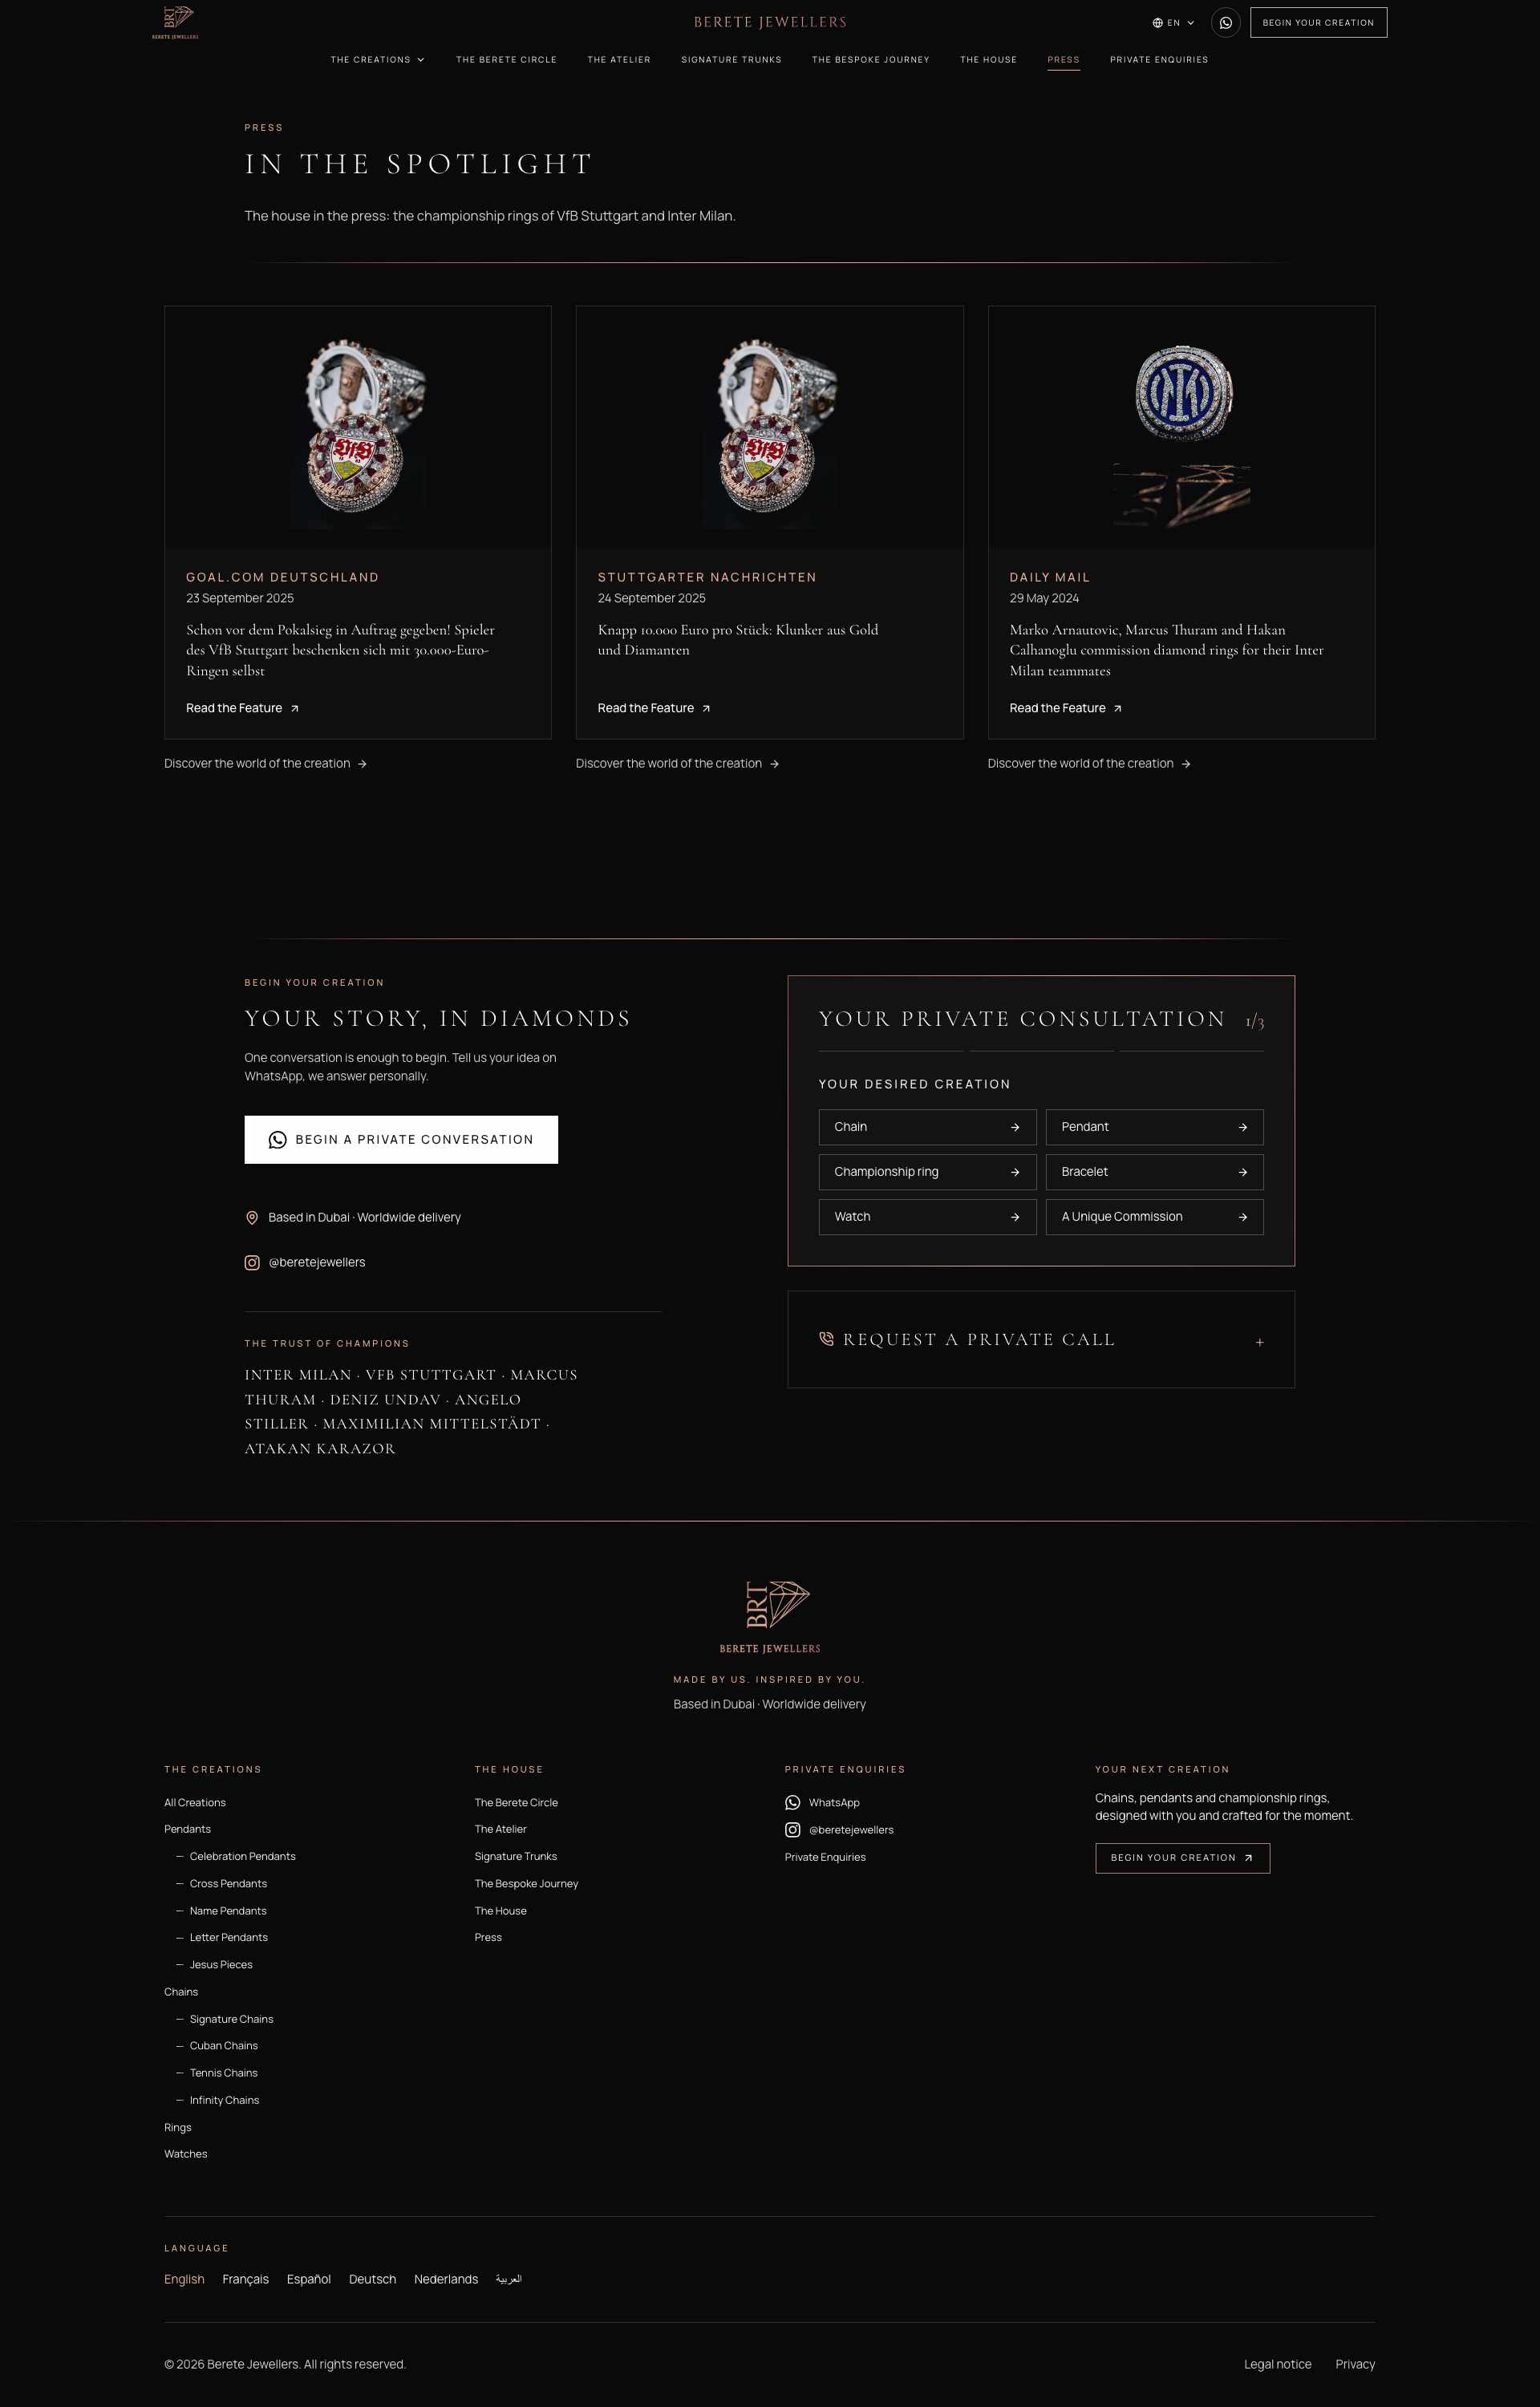 BRT
BERETE JEWELLERS
BERETE JEWELLERS
EN
BEGIN YOUR CREATION
THE CREATIONS
THE BERETE CIRCLE
THE ATELIER
SIGNATURE TRUNKS
THE BESPOKE JOURNEY
THE HOUSE
PRESS
PRIVATE ENQUIRIES
PRESS
IN THE SPOTLIGHT
The house in the press: the championship rings of VfB Stuttgart and Inter Milan.
VfB
VfB
GOAL.COM DEUTSCHLAND
23 September 2025
Schon vor dem Pokalsieg in Auftrag gegeben! Spieler
des VfB Stuttgart beschenken sich mit 30.000-Euro-
Ringen selbst
Read the Feature
Discover the world of the creation
STUTTGARTER NACHRICHTEN
24 September 2025
Knapp 10.000 Euro pro Stück: Klunker aus Gold
und Diamanten
Read the Feature
Discover the world of the creation
DAILY MAIL
29 May 2024
Marko Arnautovic, Marcus Thuram and Hakan
Calhanoglu commission diamond rings for their Inter
Milan teammates
Read the Feature
Discover the world of the creation
BEGIN YOUR CREATION
YOUR STORY, IN DIAMONDS
One conversation is enough to begin. Tell us your idea on
WhatsApp, we answer personally.
BEGIN A PRIVATE CONVERSATION
Based in Dubai · Worldwide delivery
@beretejewellers
THE TRUST OF CHAMPIONS
INTER MILAN · VFB STUTTGART · MARCUS
THURAM · DENIZ UNDAV · ANGELO
STILLER · MAXIMILIAN MITTELSTÄDT ·
ATAKAN KARAZOR
YOUR PRIVATE CONSULTATION 1/3
YOUR DESIRED CREATION
Chain
Pendant
Championship ring
Bracelet
Watch
A Unique Commission
REQUEST A PRIVATE CALL +
BRT
BERETE JEWELLERS
MADE BY US. INSPIRED BY YOU.
Based in Dubai · Worldwide delivery
THE CREATIONS
All Creations
Pendants
— Celebration Pendants
— Cross Pendants
— Name Pendants
— Letter Pendants
— Jesus Pieces
Chains
— Signature Chains
— Cuban Chains
— Tennis Chains
— Infinity Chains
Rings
Watches
THE HOUSE
The Berete Circle
The Atelier
Signature Trunks
The Bespoke Journey
The House
Press
PRIVATE ENQUIRIES
WhatsApp
@beretejewellers
Private Enquiries
YOUR NEXT CREATION
Chains, pendants and championship rings,
designed with you and crafted for the moment.
BEGIN YOUR CREATION
LANGUAGE
English Français Español Deutsch Nederlands العربية
© 2026 Berete Jewellers. All rights reserved.
Legal notice Privacy